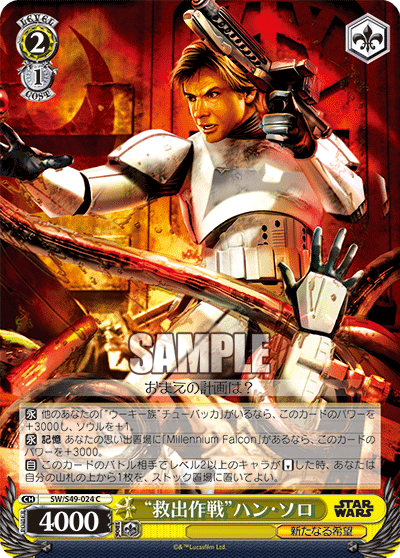 LEVEL
2
1
COST
SAMPLE
おまえの計画は?
永 他のあなたの「“ウーキー族”チューバッカ」がいるなら、このカードのパワーを
+3000し、ソウルを+1。
永 記憶 あなたの思い出置場に「Millennium Falcon」があるなら、このカードの
パワーを+3000。
自 このカードのバトル相手でレベル2以上のキャラが した時、あなたは
自分の山札の上から1枚を、ストック置場に置いてよい。
CH SW/S49-024 C
4000
“救出作戦”ハン・ソロ
STAR WARS
新たなる希望
©&™Lucasfilm Ltd.